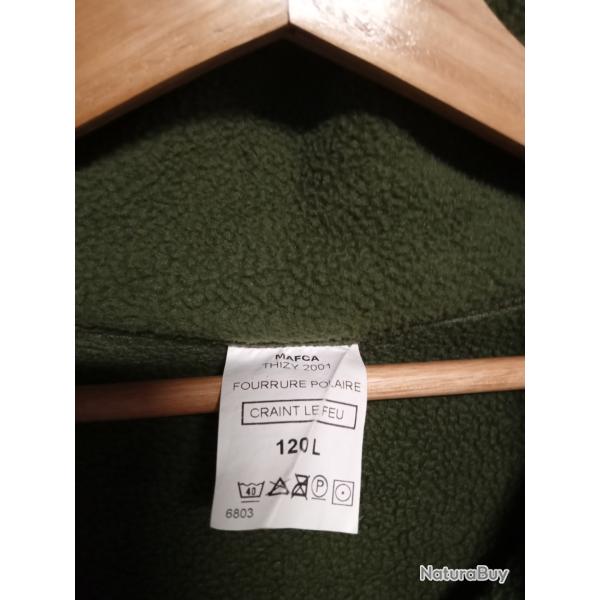 MAFCA
THIZY 2001
FOURRURE POLAIRE
CRAINT LE FEU
120L
40 P
6803
NaturaBuy